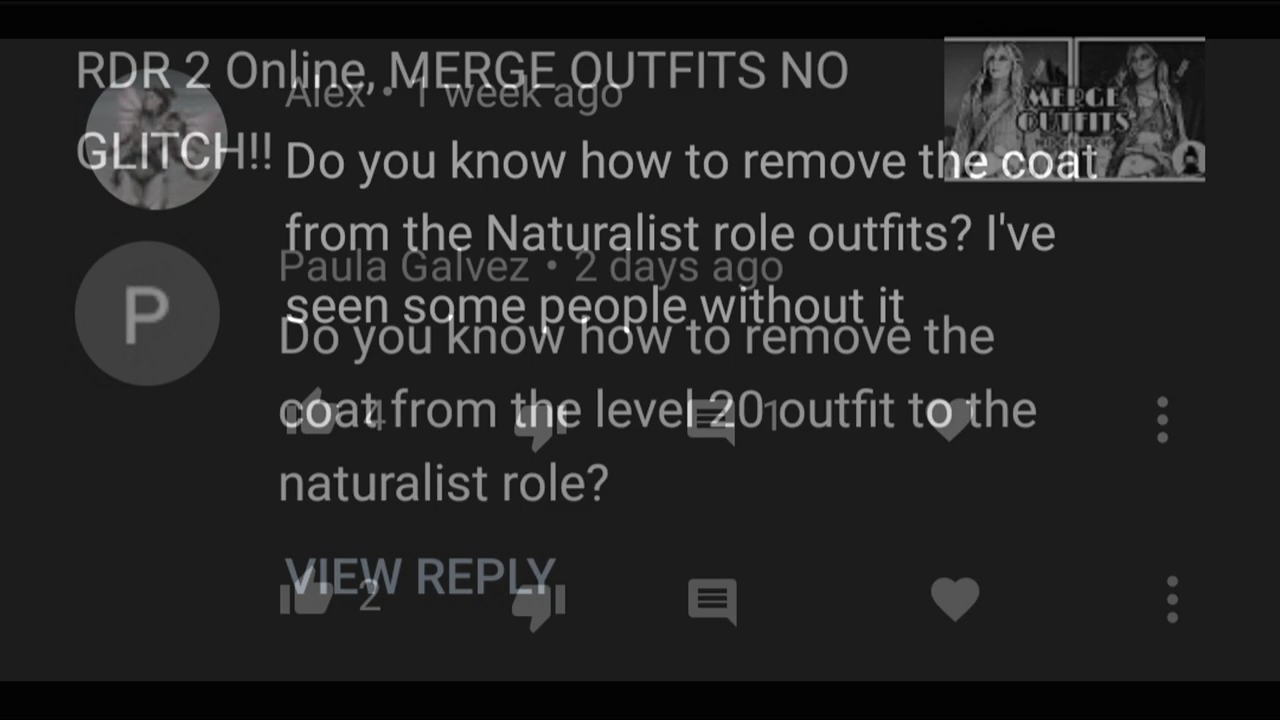 RDR 2 Online, MERGE OUTFITS NO
GLITCH!!
MERGE
OUTFITS
Alex • 1 week ago
Do you know how to remove the coat
from the Naturalist role outfits? I've
seen some people without it
4
1
VIEW REPLY
P
Paula Galvez • 2 days ago
Do you know how to remove the
coat from the level 20 outfit to the
naturalist role?
2